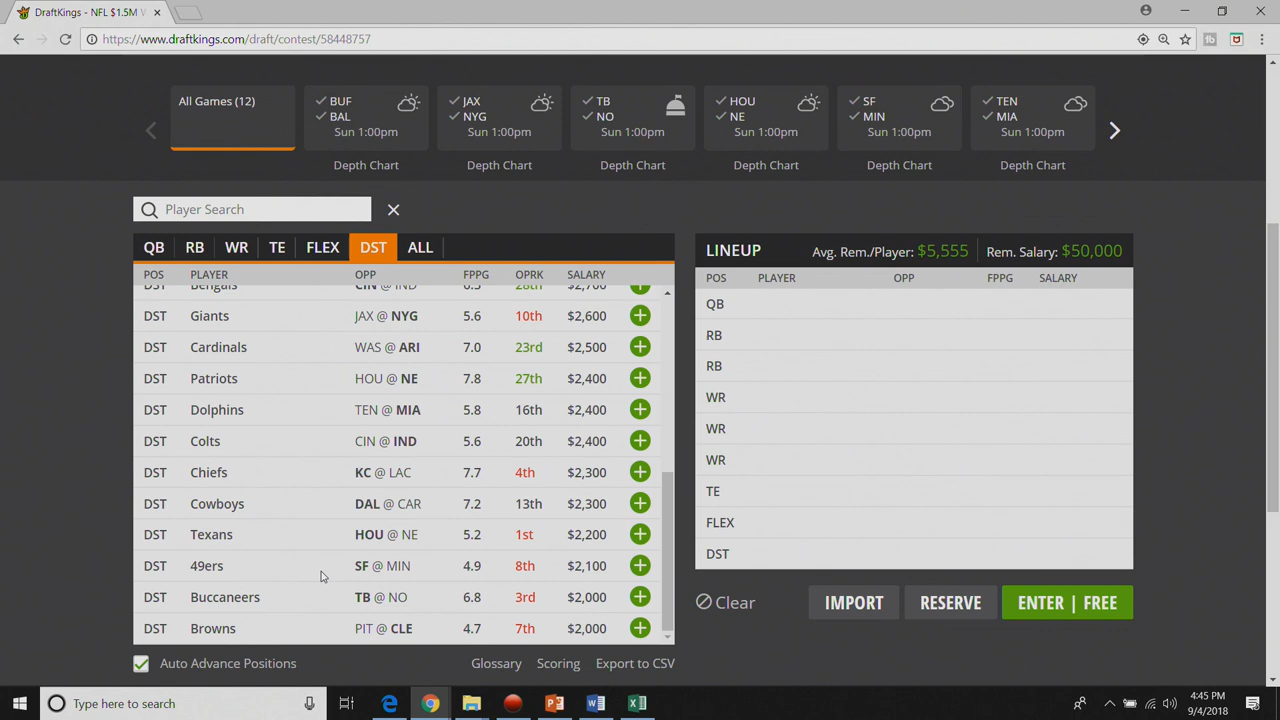 DraftKings - NFL $1.5M W
https://www.draftkings.com/draft/contest/58448757
All Games (12)
BUF
BAL
Sun 1:00pm
JAX
NYG
Sun 1:00pm
TB
NO
Sun 1:00pm
HOU
NE
Sun 1:00pm
SF
MIN
Sun 1:00pm
TEN
MIA
Sun 1:00pm
Depth Chart Depth Chart Depth Chart Depth Chart Depth Chart Depth Chart
Player Search
QB RB WR TE FLEX DST ALL
POS PLAYER OPP FPPG OPRK SALARY
DST Bengals CIN @ IND 6.3 28th $2,700
DST Giants JAX @ NYG 5.6 10th $2,600
DST Cardinals WAS @ ARI 7.0 23rd $2,500
DST Patriots HOU @ NE 7.8 27th $2,400
DST Dolphins TEN @ MIA 5.8 16th $2,400
DST Colts CIN @ IND 5.6 20th $2,400
DST Chiefs KC @ LAC 7.7 4th $2,300
DST Cowboys DAL @ CAR 7.2 13th $2,300
DST Texans HOU @ NE 5.2 1st $2,200
DST 49ers SF @ MIN 4.9 8th $2,100
DST Buccaneers TB @ NO 6.8 3rd $2,000
DST Browns PIT @ CLE 4.7 7th $2,000
Auto Advance Positions Glossary Scoring Export to CSV
LINEUP Avg. Rem./Player: $5,555 Rem. Salary: $50,000
POS PLAYER OPP FPPG SALARY
QB
RB
RB
WR
WR
WR
TE
FLEX
DST
Clear IMPORT RESERVE ENTER | FREE
Type here to search
4:45 PM
9/4/2018